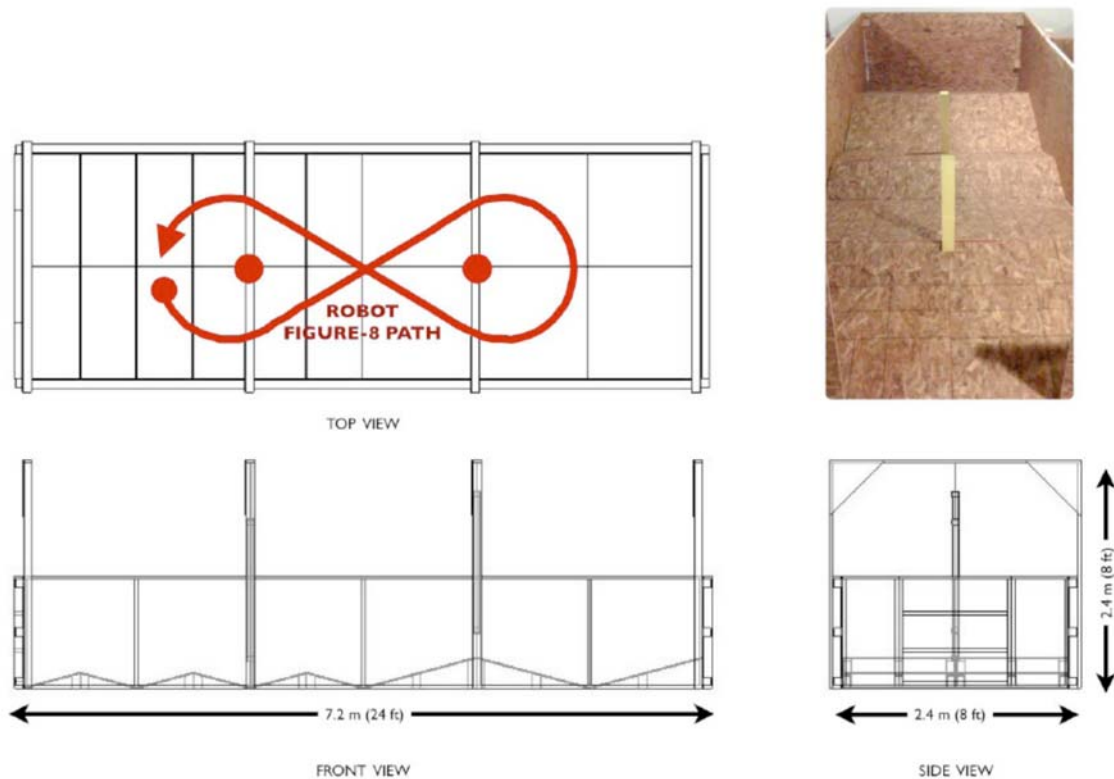 ROBOT
FIGURE-8 PATH
TOP VIEW
2.4 m (8 ft)
7.2 m (24 ft)
2.4 m (8 ft)
FRONT VIEW
SIDE VIEW